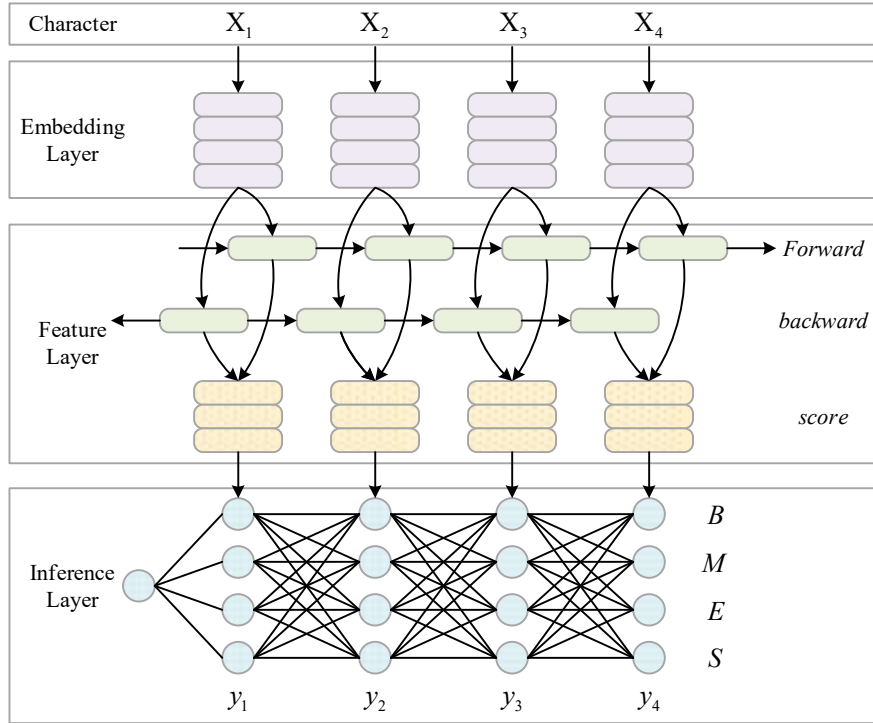 Character X₁ X₂ X₃ X₄
Embedding
Layer
Forward
Feature
Layer
backward
score
B
M
Inference
Layer
E
S
y₁ y₂ y₃ y₄